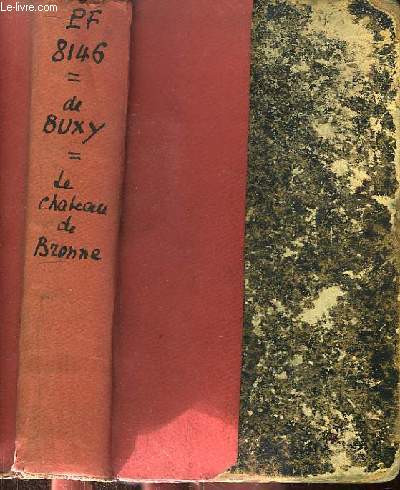 Le-livre.com
PF
8146
=
de
BUXY
=
Le
chateau
de
Bronne